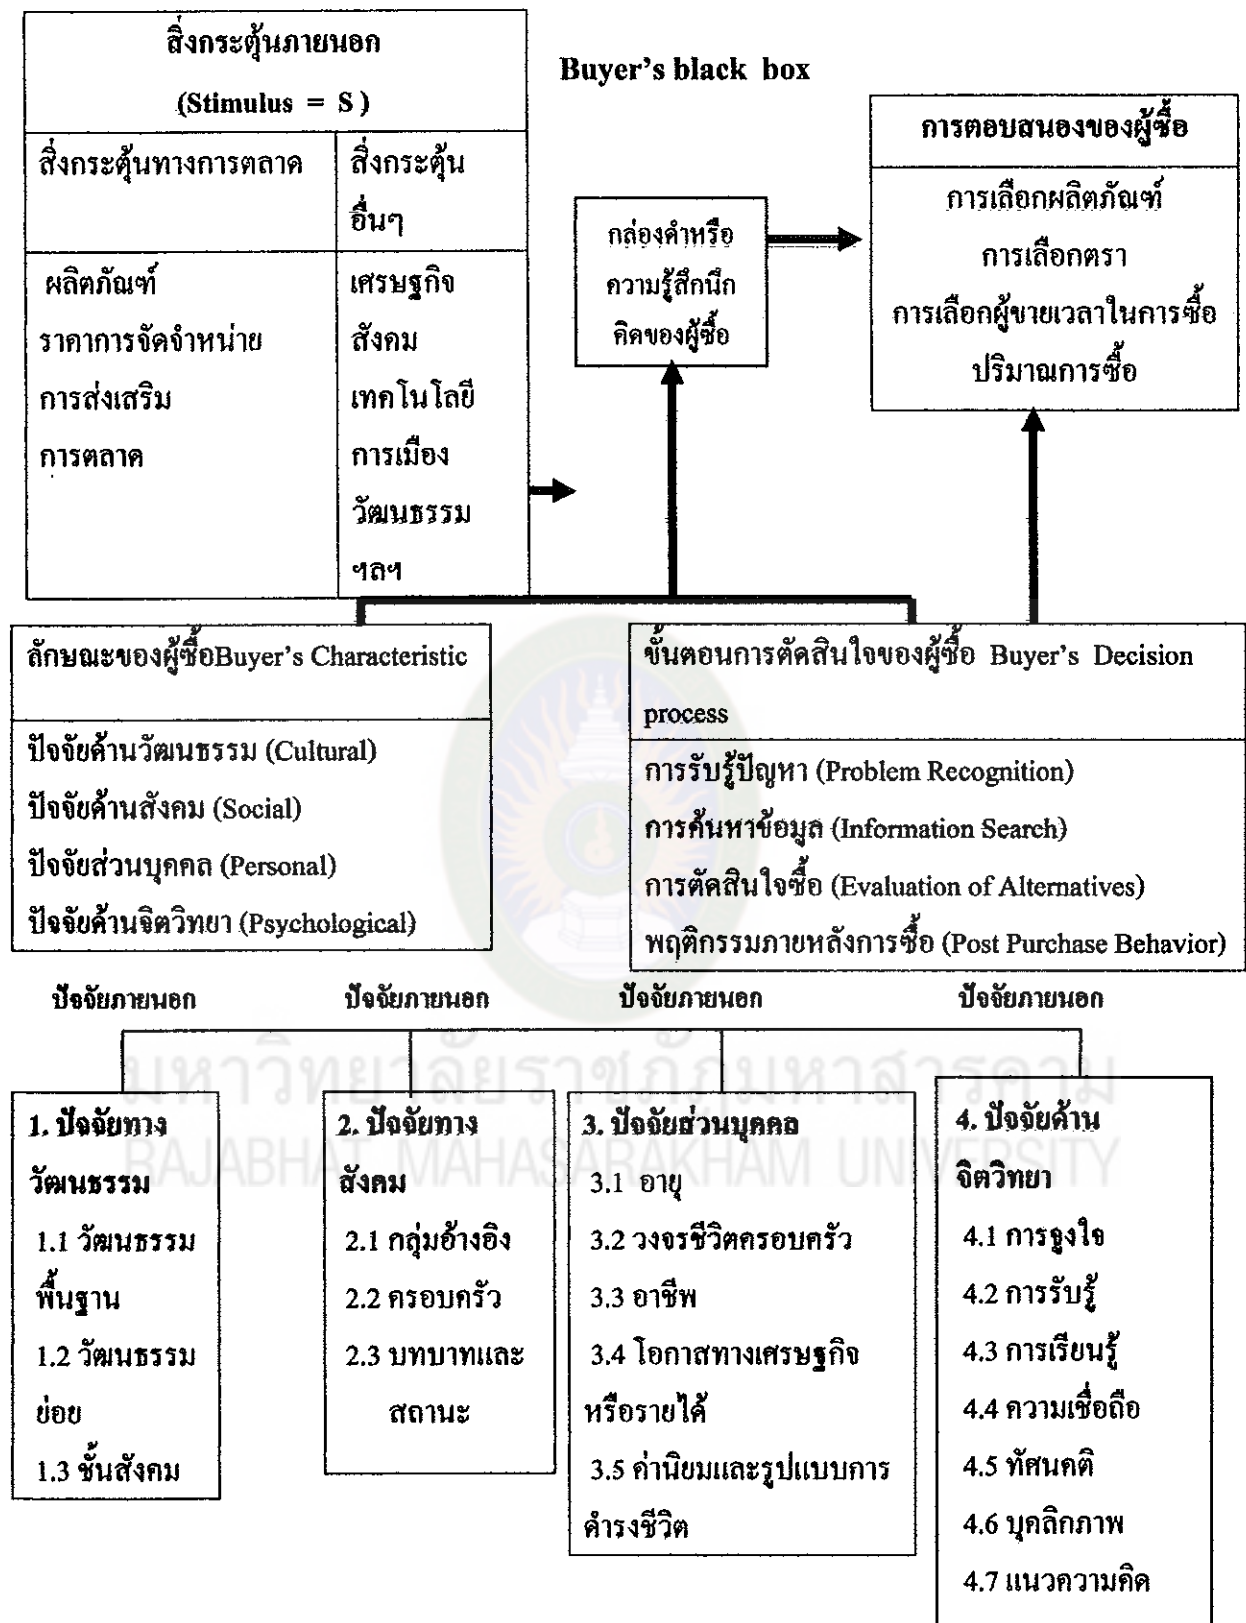 สิ่งกระตุ้นภายนอก
(Stimulus = S )
สิ่งกระตุ้นทางการตลาด
สิ่งกระตุ้น
อื่นๆ
ผลิตภัณฑ์
ราคาการจัดจำหน่าย
การส่งเสริม
การตลาด
เศรษฐกิจ
สังคม
เทคโนโลยี
การเมือง
วัฒนธรรม
ฯลฯ
Buyer's black box
กล่องดำหรือ
ความรู้สึกนึก
คิดของผู้ซื้อ
การตอบสนองของผู้ซื้อ
การเลือกผลิตภัณฑ์
การเลือกตรา
การเลือกผู้ขายเวลาในการซื้อ
ปริมาณการซื้อ
ลักษณะของผู้ซื้อBuyer's Characteristic
ปัจจัยด้านวัฒนธรรม (Cultural)
ปัจจัยด้านสังคม (Social)
ปัจจัยส่วนบุคคล (Personal)
ปัจจัยด้านจิตวิทยา (Psychological)
ขั้นตอนการตัดสินใจของผู้ซื้อ Buyer's Decision
process
การรับรู้ปัญหา (Problem Recognition)
การค้นหาข้อมูล (Information Search)
การตัดสินใจซื้อ (Evaluation of Alternatives)
พฤติกรรมภายหลังการซื้อ (Post Purchase Behavior)
ปัจจัยภายนอก ปัจจัยภายนอก ปัจจัยภายนอก ปัจจัยภายนอก
มหาวิทยาลัยราชภัฏมหาสารคาม
RAJABHAT MAHASARAKHAM UNIVERSITY
1. ปัจจัยทาง
วัฒนธรรม
1.1 วัฒนธรรม
พื้นฐาน
1.2 วัฒนธรรม
ย่อย
1.3 ชั้นสังคม
2. ปัจจัยทาง
สังคม
2.1 กลุ่มอ้างอิง
2.2 ครอบครัว
2.3 บทบาทและ
สถานะ
3. ปัจจัยส่วนบุคคล
3.1 อายุ
3.2 วงจรชีวิตครอบครัว
3.3 อาชีพ
3.4 โอกาสทางเศรษฐกิจ
หรือรายได้
3.5 ค่านิยมและรูปแบบการ
ดำรงชีวิต
4. ปัจจัยด้าน
จิตวิทยา
4.1 การจูงใจ
4.2 การรับรู้
4.3 การเรียนรู้
4.4 ความเชื่อถือ
4.5 ทัศนคติ
4.6 บุคลิกภาพ
4.7 แนวความคิด